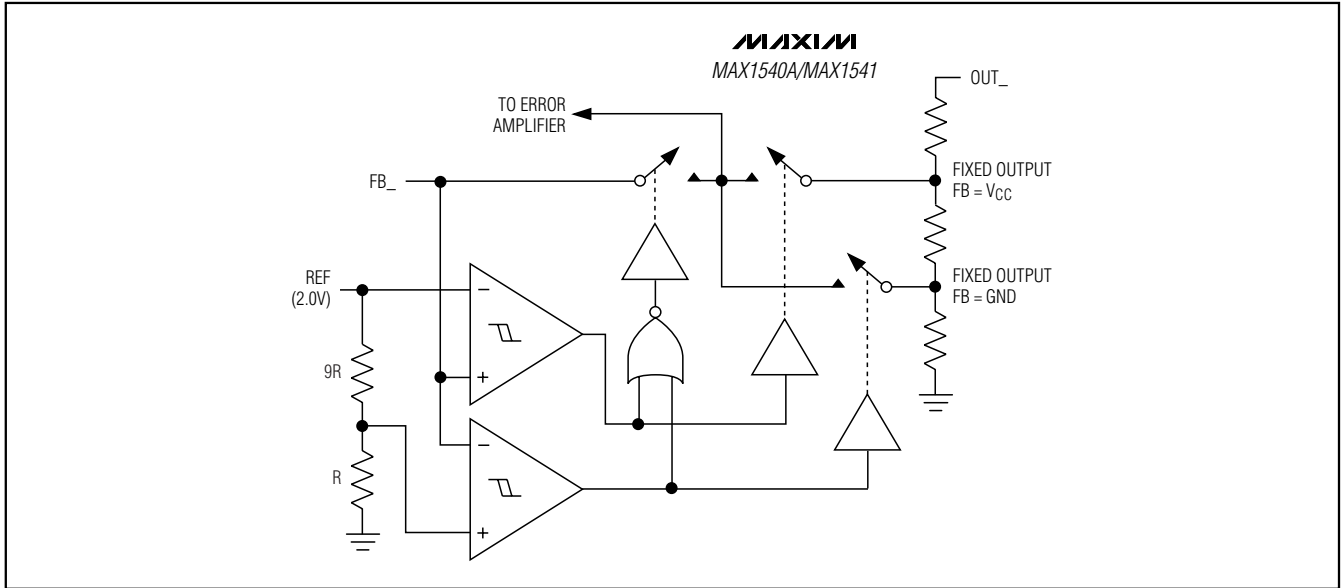 MAXIM
MAX1540A/MAX1541
OUT_
TO ERROR
AMPLIFIER
FB_
FIXED OUTPUT
FB = VCC
REF
(2.0V)
−
FIXED OUTPUT
FB = GND
9R
+
−
R
+